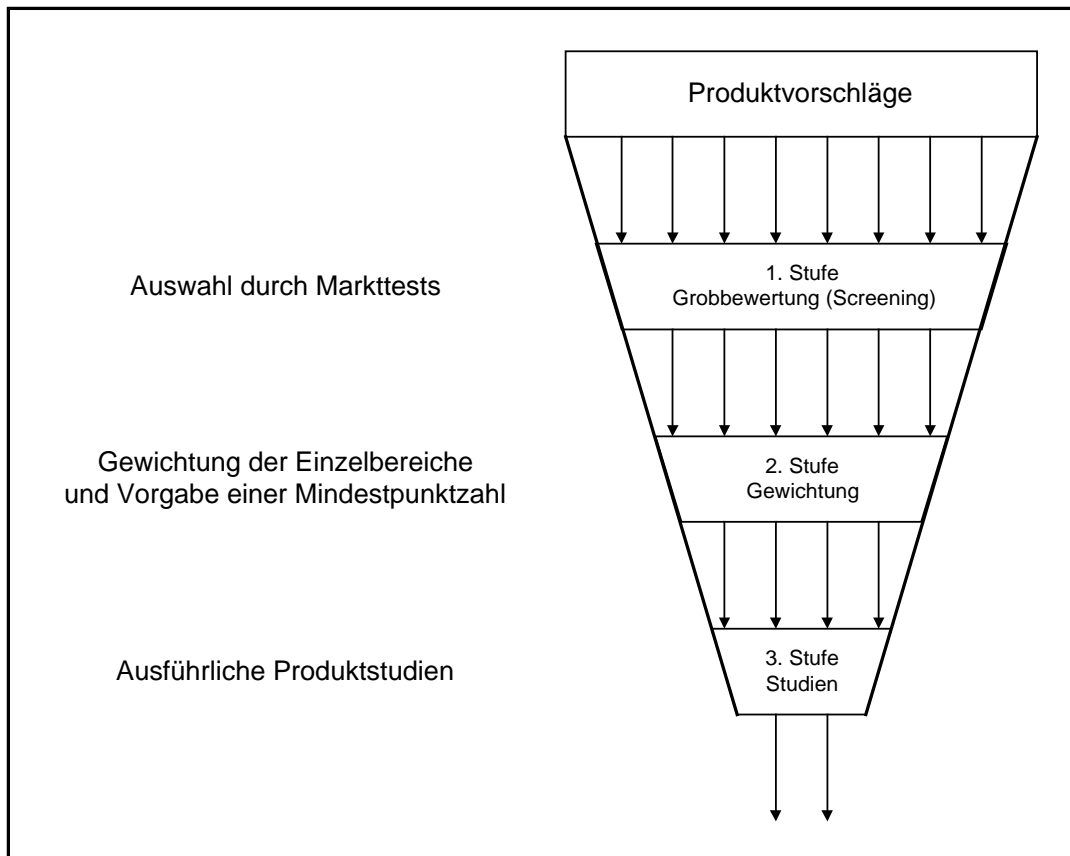 Produktvorschläge
Auswahl durch Markttests
1. Stufe
Grobbewertung (Screening)
Gewichtung der Einzelbereiche
und Vorgabe einer Mindestpunktzahl
2. Stufe
Gewichtung
Ausführliche Produktstudien
3. Stufe
Studien